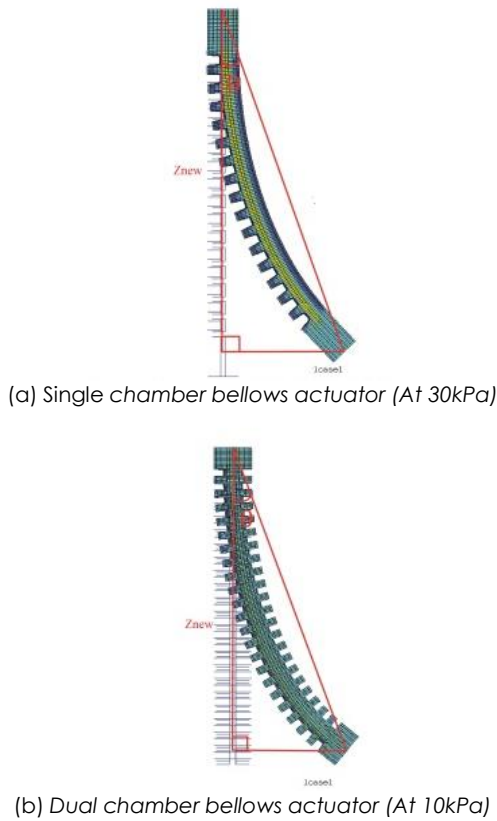 Znew
lcase1
(a) Single chamber bellows actuator (At 30kPa)
Znew
lcase1
(b) Dual chamber bellows actuator (At 10kPa)